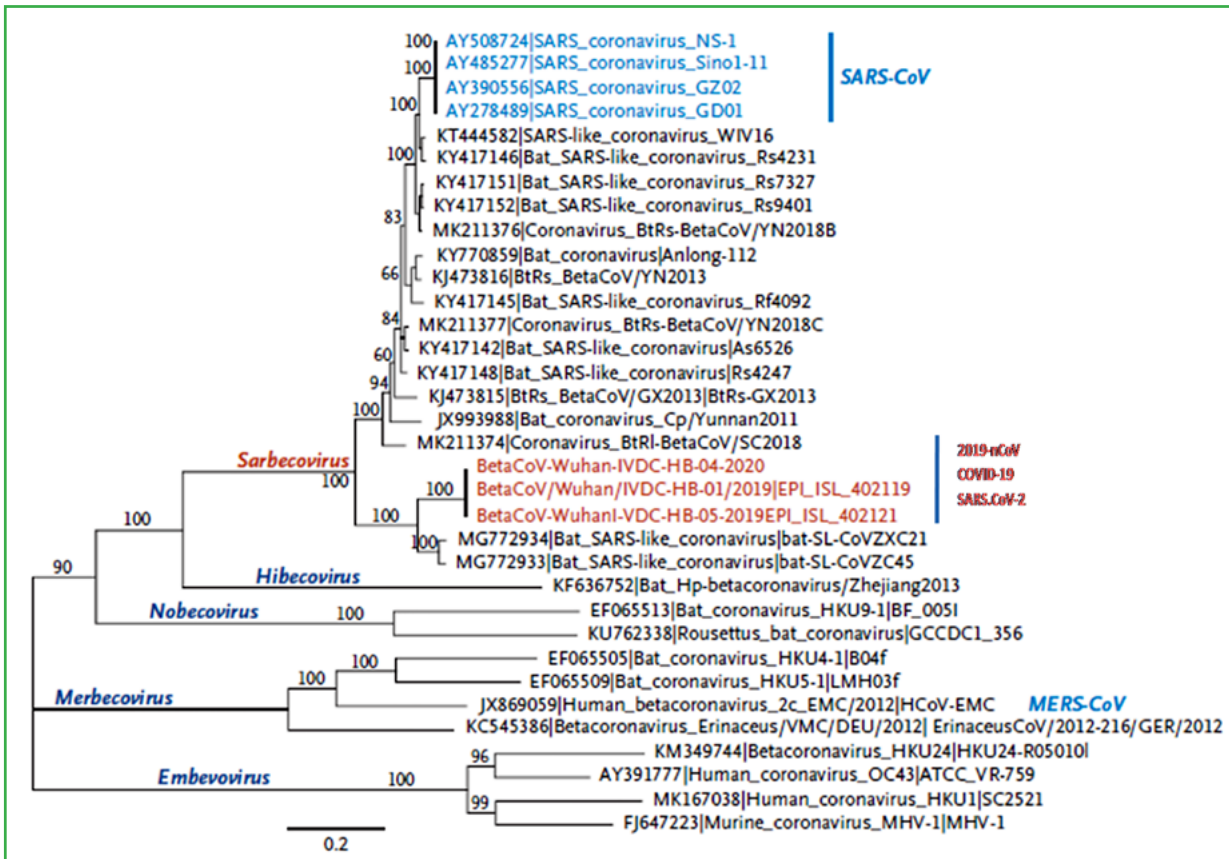 100 AY508724|SARS_coronavirus_NS-1
100 AY485277|SARS_coronavirus_Sino1-11
SARS-CoV
AY390556|SARS_coronavirus_GZ02
100 AY278489|SARS_coronavirus_GD01
KT444582|SARS-like_coronavirus_WIV16
100 KY417146|Bat_SARS-like_coronavirus_Rs4231
KY417151|Bat_SARS-like_coronavirus_Rs7327
KY417152|Bat_SARS-like_coronavirus_Rs9401
83 MK211376|Coronavirus_BtRs-BetaCoV/YN2018B
KY770859|Bat_coronavirus|Anlong-112
66 KJ473816|BtRs_BetaCoV/YN2013
KY417145|Bat_SARS-like_coronavirus_Rf4092
84 MK211377|Coronavirus_BtRs-BetaCoV/YN2018C
60 KY417142|Bat_SARS-like_coronavirus|As6526
KY417148|Bat_SARS-like_coronavirus|Rs4247
94 KJ473815|BtRs_BetaCoV/GX2013|BtRs-GX2013
100 JX993988|Bat_coronavirus_Cp/Yunnan2011
MK211374|Coronavirus_BtRl-BetaCoV/SC2018
Sarbecovirus
100
BetaCoV-Wuhan-IVDC-HB-04-2020
2019-nCoV
100 BetaCoV/Wuhan/IVDC-HB-01/2019|EPI_ISL_402119
COVID-19
100 BetaCoV-WuhanI-VDC-HB-05-2019EPI_ISL_402121
SARS.CoV-2
MG772934|Bat_SARS-like_coronavirus|bat-SL-CoVZXC21
100 MG772933|Bat_SARS-like_coronavirus|bat-SL-CoVZC45
100
90 Hibecovirus KF636752|Bat_Hp-betacoronavirus/Zhejiang2013
Nobecovirus 100 EF065513|Bat_coronavirus_HKU9-1|BF_005I
KU762338|Rousettus_bat_coronavirus|GCCDC1_356
100 EF065505|Bat_coronavirus_HKU4-1|B04f
100 EF065509|Bat_coronavirus_HKU5-1|LMH03f
Merbecovirus JX869059|Human_betacoronavirus_2c_EMC/2012|HCoV-EMC MERS-CoV
KC545386|Betacoronavirus_Erinaceus/VMC/DEU/2012| ErinaceusCoV/2012-216/GER/2012
96 KM349744|Betacoronavirus_HKU24|HKU24-R05010I
Embevovirus 100 AY391777|Human_coronavirus_OC43|ATCC_VR-759
99 MK167038|Human_coronavirus_HKU1|SC2521
FJ647223|Murine_coronavirus_MHV-1|MHV-1
0.2